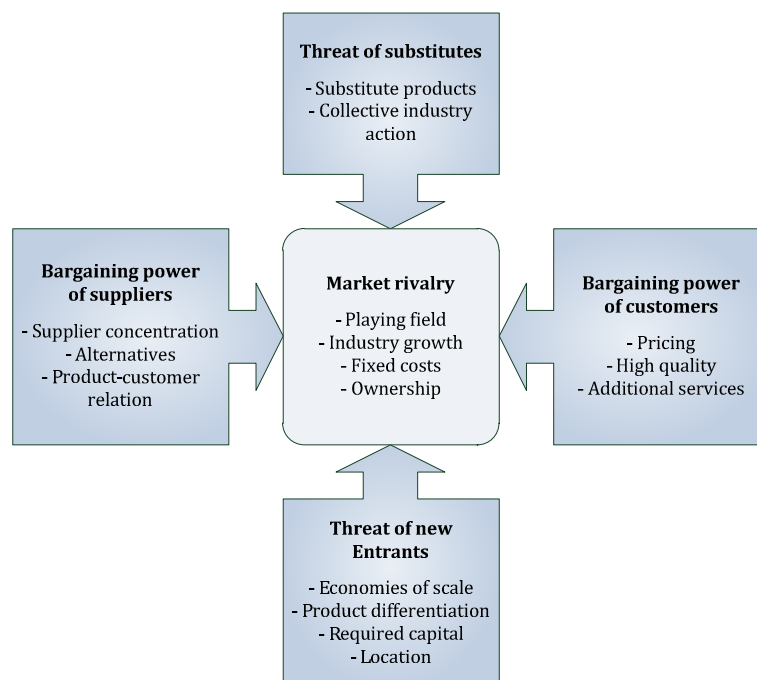 Threat of substitutes
- Substitute products
- Collective industry
action
Bargaining power
of suppliers
- Supplier concentration
- Alternatives
- Product-customer
relation
Market rivalry
- Playing field
- Industry growth
- Fixed costs
- Ownership
Bargaining power
of customers
- Pricing
- High quality
- Additional services
Threat of new
Entrants
- Economies of scale
- Product differentiation
- Required capital
- Location